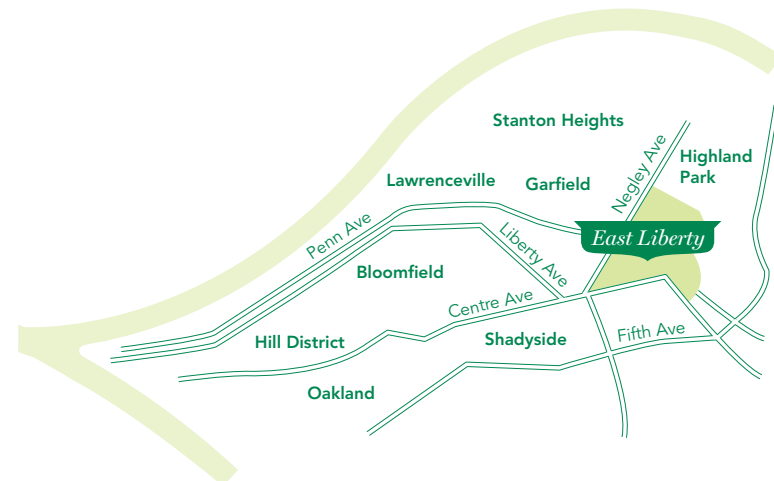 Stanton Heights
Negley Ave
Highland
Park
Lawrenceville
Garfield
Penn Ave
East Liberty
Liberty Ave
Bloomfield
Centre Ave
Hill District
Shadyside
Fifth Ave
Oakland